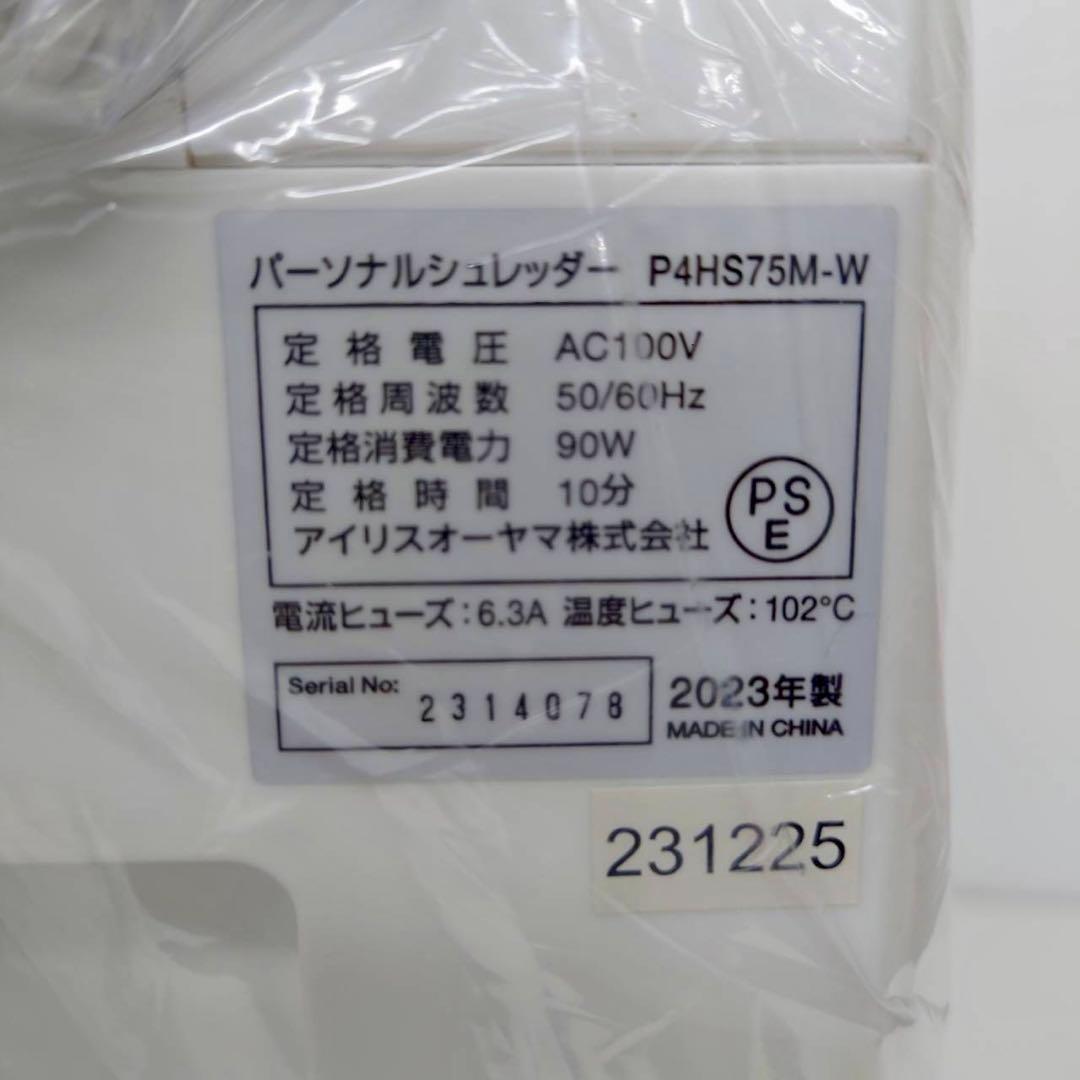 パーソナルシュレッダー P4HS75M-W
定格電圧 AC100V
定格周波数 50/60Hz
定格消費電力 90W
定格時間 10分
アイリスオーヤマ株式会社
PS
E
電流ヒューズ:6.3A 温度ヒューズ:102°C
Serial No: 2314078
2023年製
MADE IN CHINA
231225